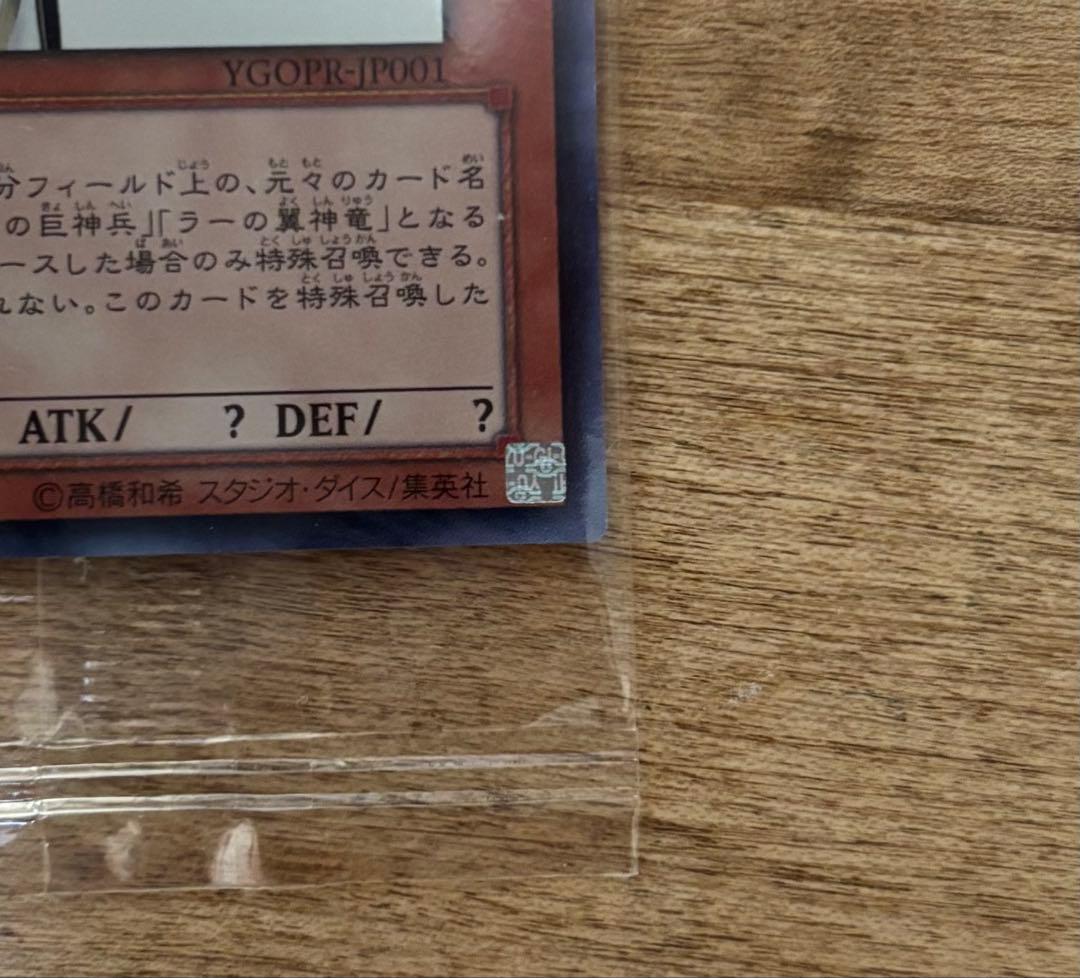 YGOPR-JP001
分フィールド上の、元々のカード名
の巨神兵」「ラーの翼神竜」となる
ースした場合のみ特殊召喚できる。
れない。このカードを特殊召喚した
ATK/ ? DEF/ ?
©高橋和希 スタジオ・ダイス/集英社